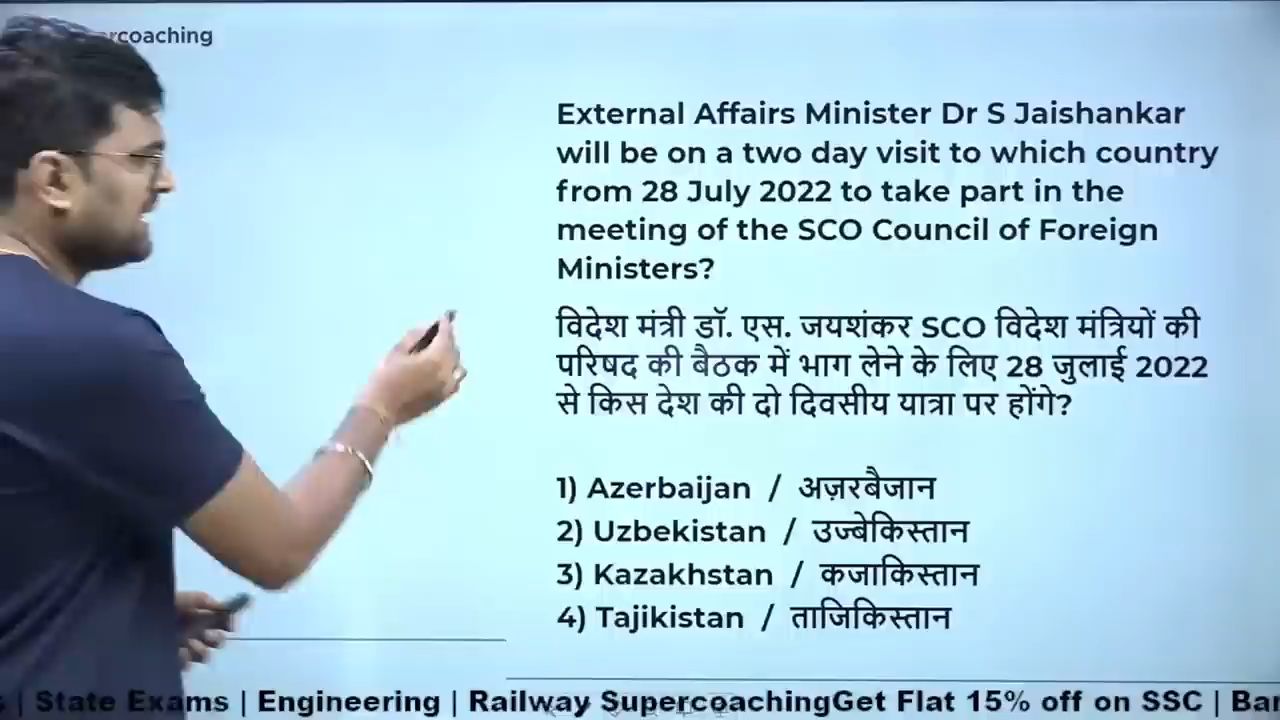 rcoaching
External Affairs Minister Dr S Jaishankar
will be on a two day visit to which country
from 28 July 2022 to take part in the
meeting of the SCO Council of Foreign
Ministers?
विदेश मंत्री डॉ. एस. जयशंकर SCO विदेश मंत्रियों की
परिषद की बैठक में भाग लेने के लिए 28 जुलाई 2022
से किस देश की दो दिवसीय यात्रा पर होंगे?
1) Azerbaijan / अज़रबैजान
2) Uzbekistan / उज्बेकिस्तान
3) Kazakhstan / कजाकिस्तान
4) Tajikistan / ताजिकिस्तान
| State Exams | Engineering | Railway SupercoachingGet Flat 15% off on SSC |